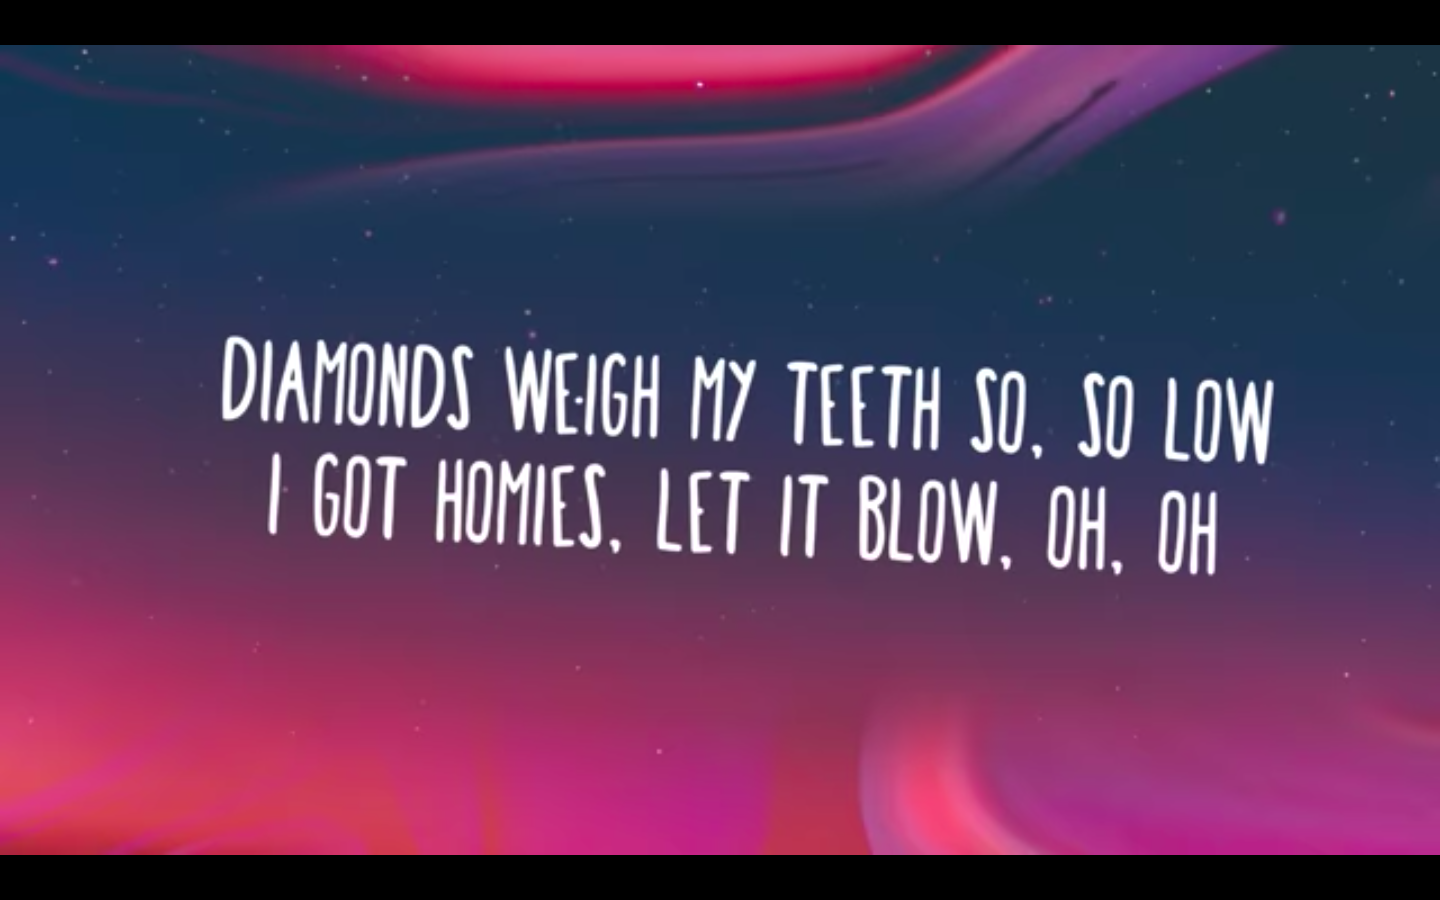 DIAMONDS WEIGH MY TEETH SO, SO LOW
I GOT HOMIES, LET IT BLOW, OH, OH